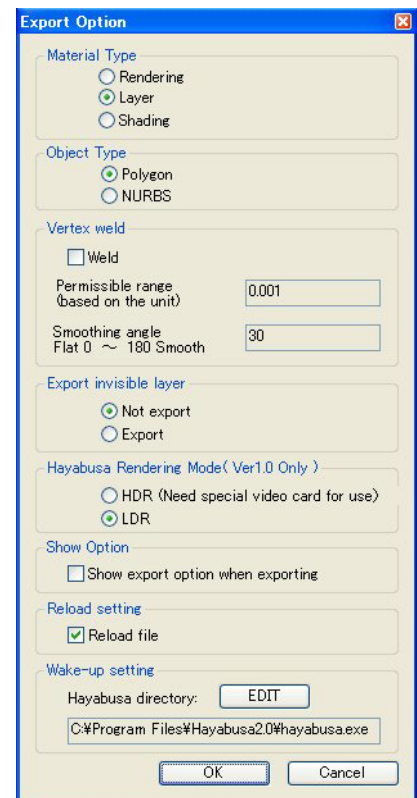 Export Option
Material Type
Rendering
Layer
Shading
Object Type
Polygon
NURBS
Vertex weld
Weld
Permissible range
(based on the unit)
0.001
Smoothing angle
Flat 0 ～ 180 Smooth
30
Export invisible layer
Not export
Export
Hayabusa Rendering Mode( Ver1.0 Only )
HDR (Need special video card for use)
LDR
Show Option
Show export option when exporting
Reload setting
Reload file
Wake-up setting
Hayabusa directory:
EDIT
C:¥Program Files¥Hayabusa2.0¥hayabusa.exe
OK
Cancel